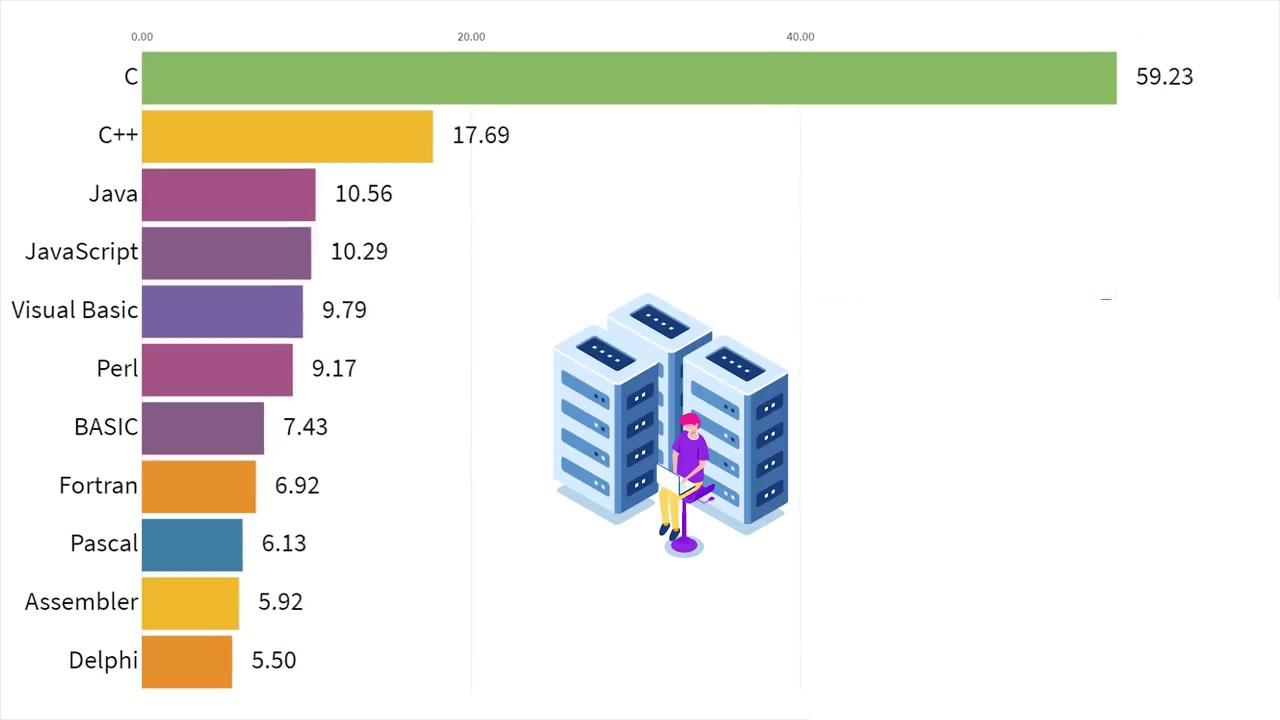 0.00 20.00 40.00
C 59.23
C++ 17.69
Java 10.56
JavaScript 10.29
Visual Basic 9.79
Perl 9.17
BASIC 7.43
Fortran 6.92
Pascal 6.13
Assembler 5.92
Delphi 5.50